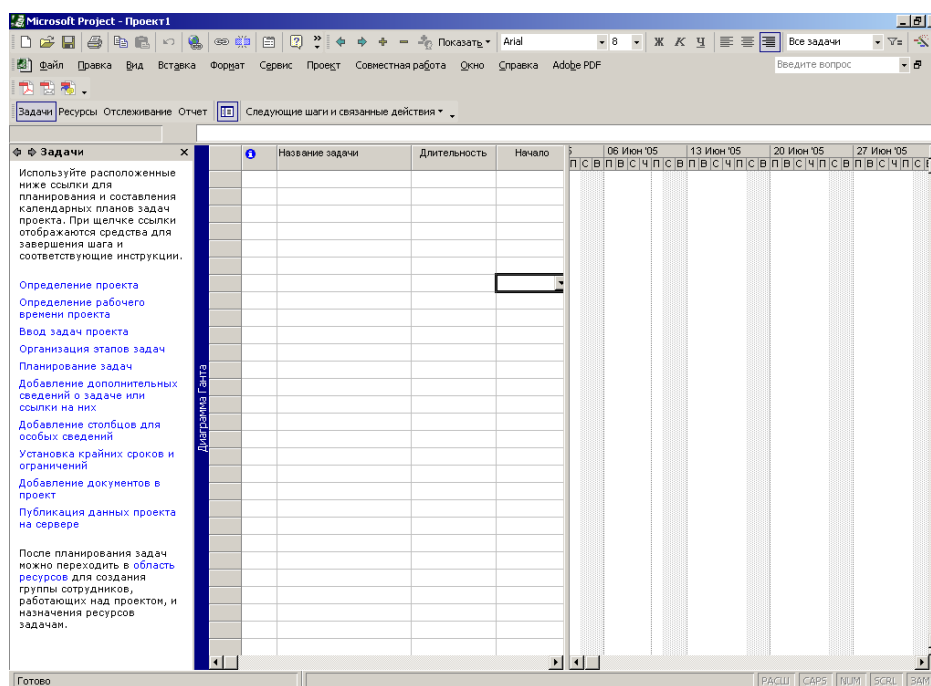 Microsoft Project - Проект1
Показать Arial 8 Ж К Ч Все задачи
Файл Правка Вид Вставка Формат Сервис Проект Совместная работа Окно Справка Adobe PDF Введите вопрос
Задачи Ресурсы Отслеживание Отчет Следующие шаги и связанные действия
Задачи
Используйте расположенные
ниже ссылки для
планирования и составления
календарных планов задач
проекта. При щелчке ссылки
отображаются средства для
завершения шага и
соответствующие инструкции.
Определение проекта
Определение рабочего
времени проекта
Ввод задач проекта
Организация этапов задач
Планирование задач
Добавление дополнительных
сведений о задаче или
ссылки на них
Добавление столбцов для
особых сведений
Установка крайних сроков и
ограничений
Добавление документов в
проект
Публикация данных проекта
на сервере
После планирования задач
можно переходить в область
ресурсов для создания
группы сотрудников,
работающих над проектом, и
назначения ресурсов
задачам.
Диаграмма Ганта
Название задачи Длительность Начало
06 Июн '05 13 Июн '05 20 Июн '05 27 Июн '05
П С В П В С Ч П С В П В С Ч П С В П В С Ч П С В П В С Ч П С
Готово
РАСШ CAPS NUM SCRL ЗАМ